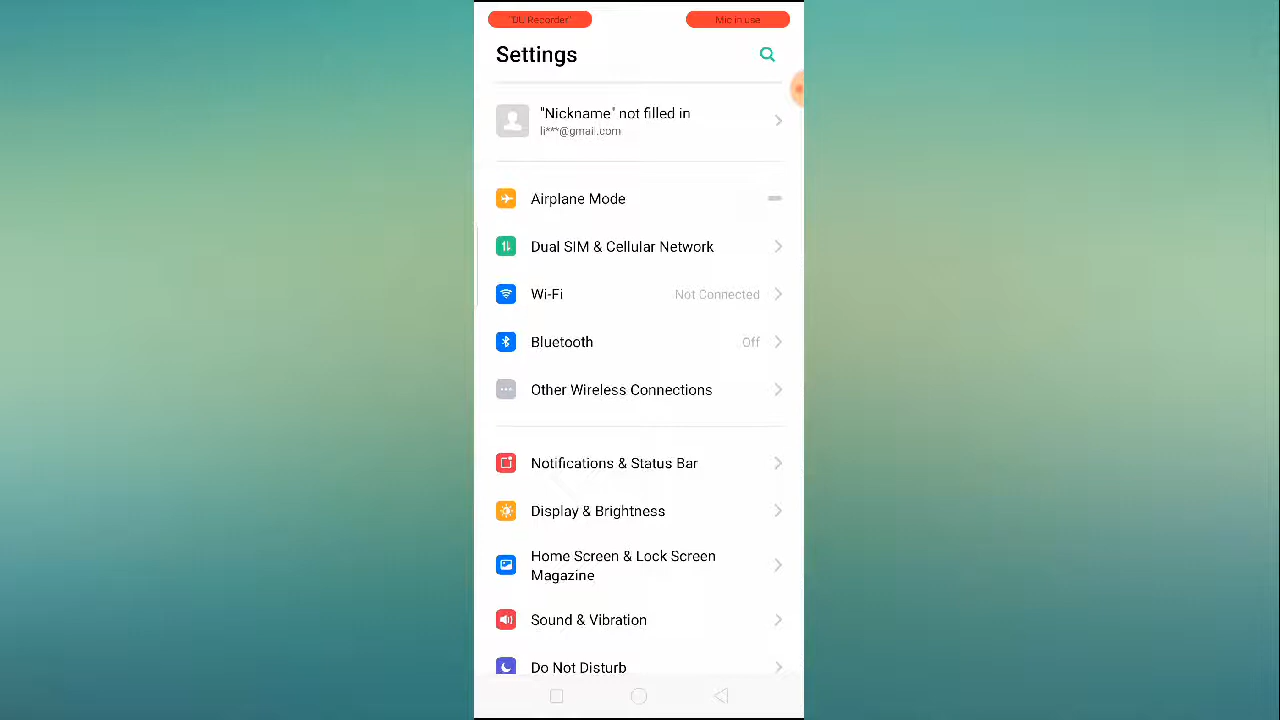 "DU Recorder"
Mic in use
Settings
"Nickname" not filled in
li***@gmail.com
Airplane Mode
Dual SIM & Cellular Network
Wi-Fi
Not Connected
Bluetooth
Off
Other Wireless Connections
Notifications & Status Bar
Display & Brightness
Home Screen & Lock Screen
Magazine
Sound & Vibration
Do Not Disturb